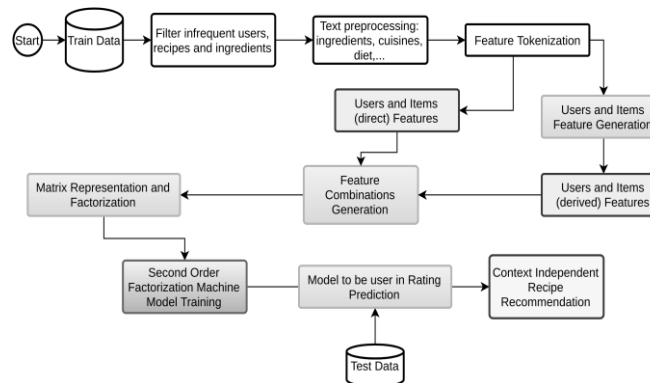 Start
Train Data
Filter infrequent users,
recipes and ingredients
Text preprocessing:
ingredients, cuisines,
diet,...
Feature Tokenization
Users and Items
(direct) Features
Users and Items
Feature Generation
Matrix Representation and
Factorization
Feature
Combinations
Generation
Users and Items
(derived) Features
Second Order
Factorization Machine
Model Training
Model to be user in Rating
Prediction
Context Independent
Recipe
Recommendation
Test Data